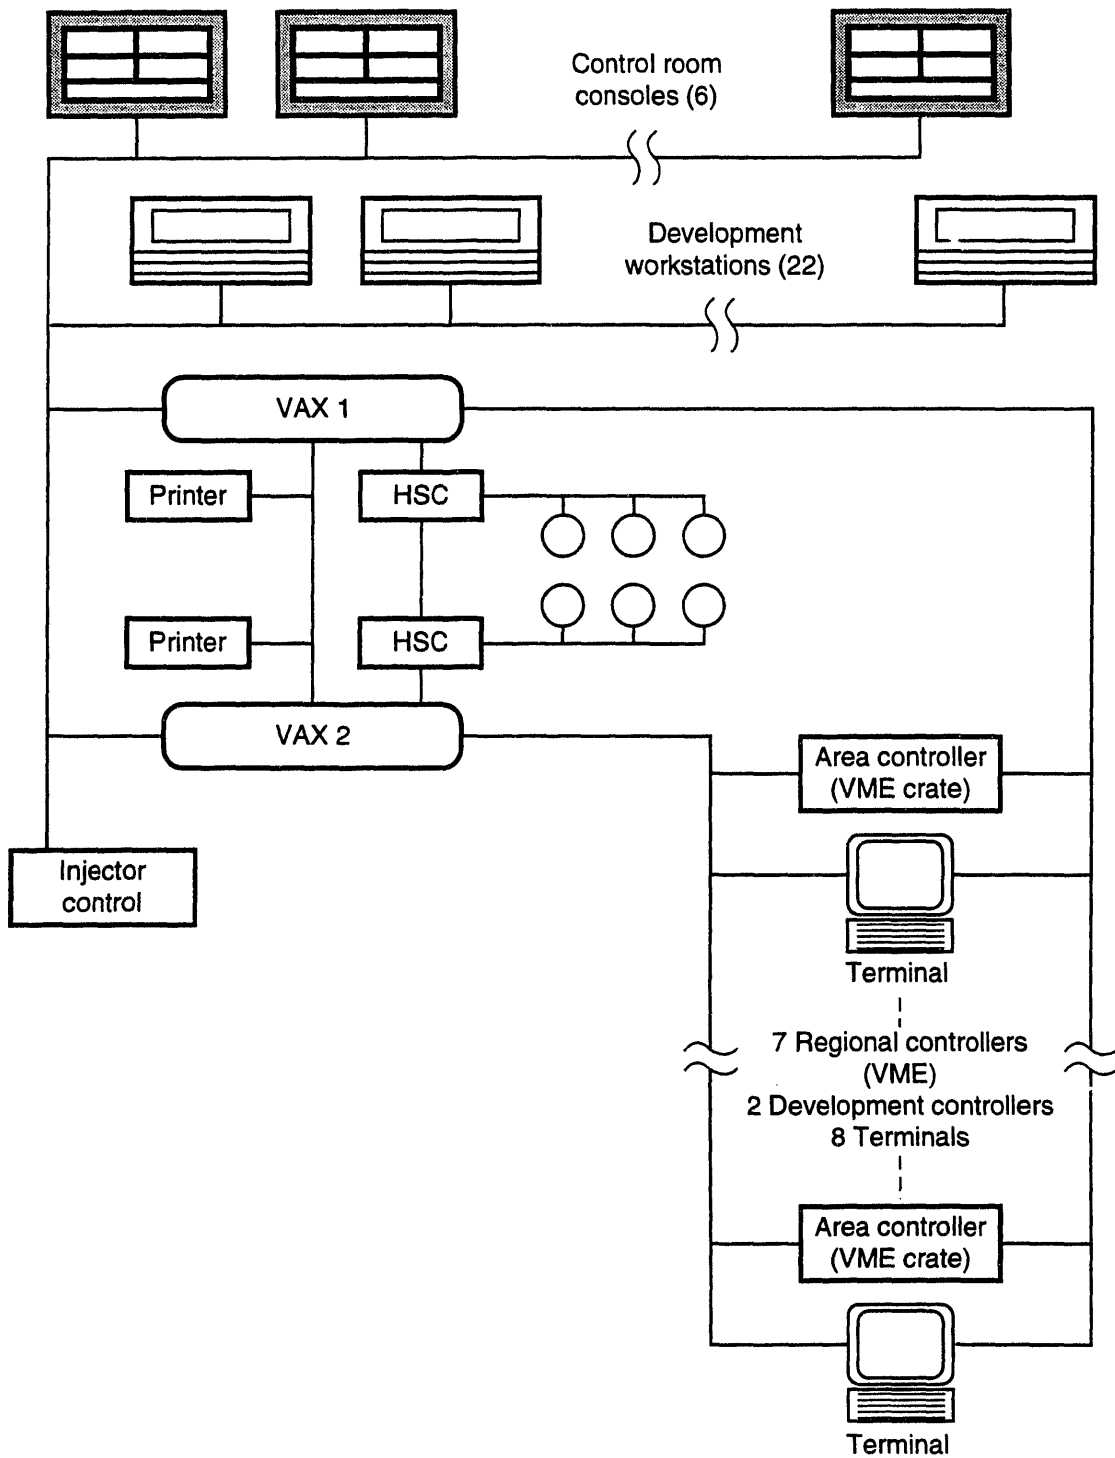 Control room
consoles (6)
Development
workstations (22)
VAX 1
Printer
HSC
Printer
HSC
VAX 2
Area controller
(VME crate)
Injector
control
Terminal
7 Regional controllers
(VME)
2 Development controllers
8 Terminals
Area controller
(VME crate)
Terminal